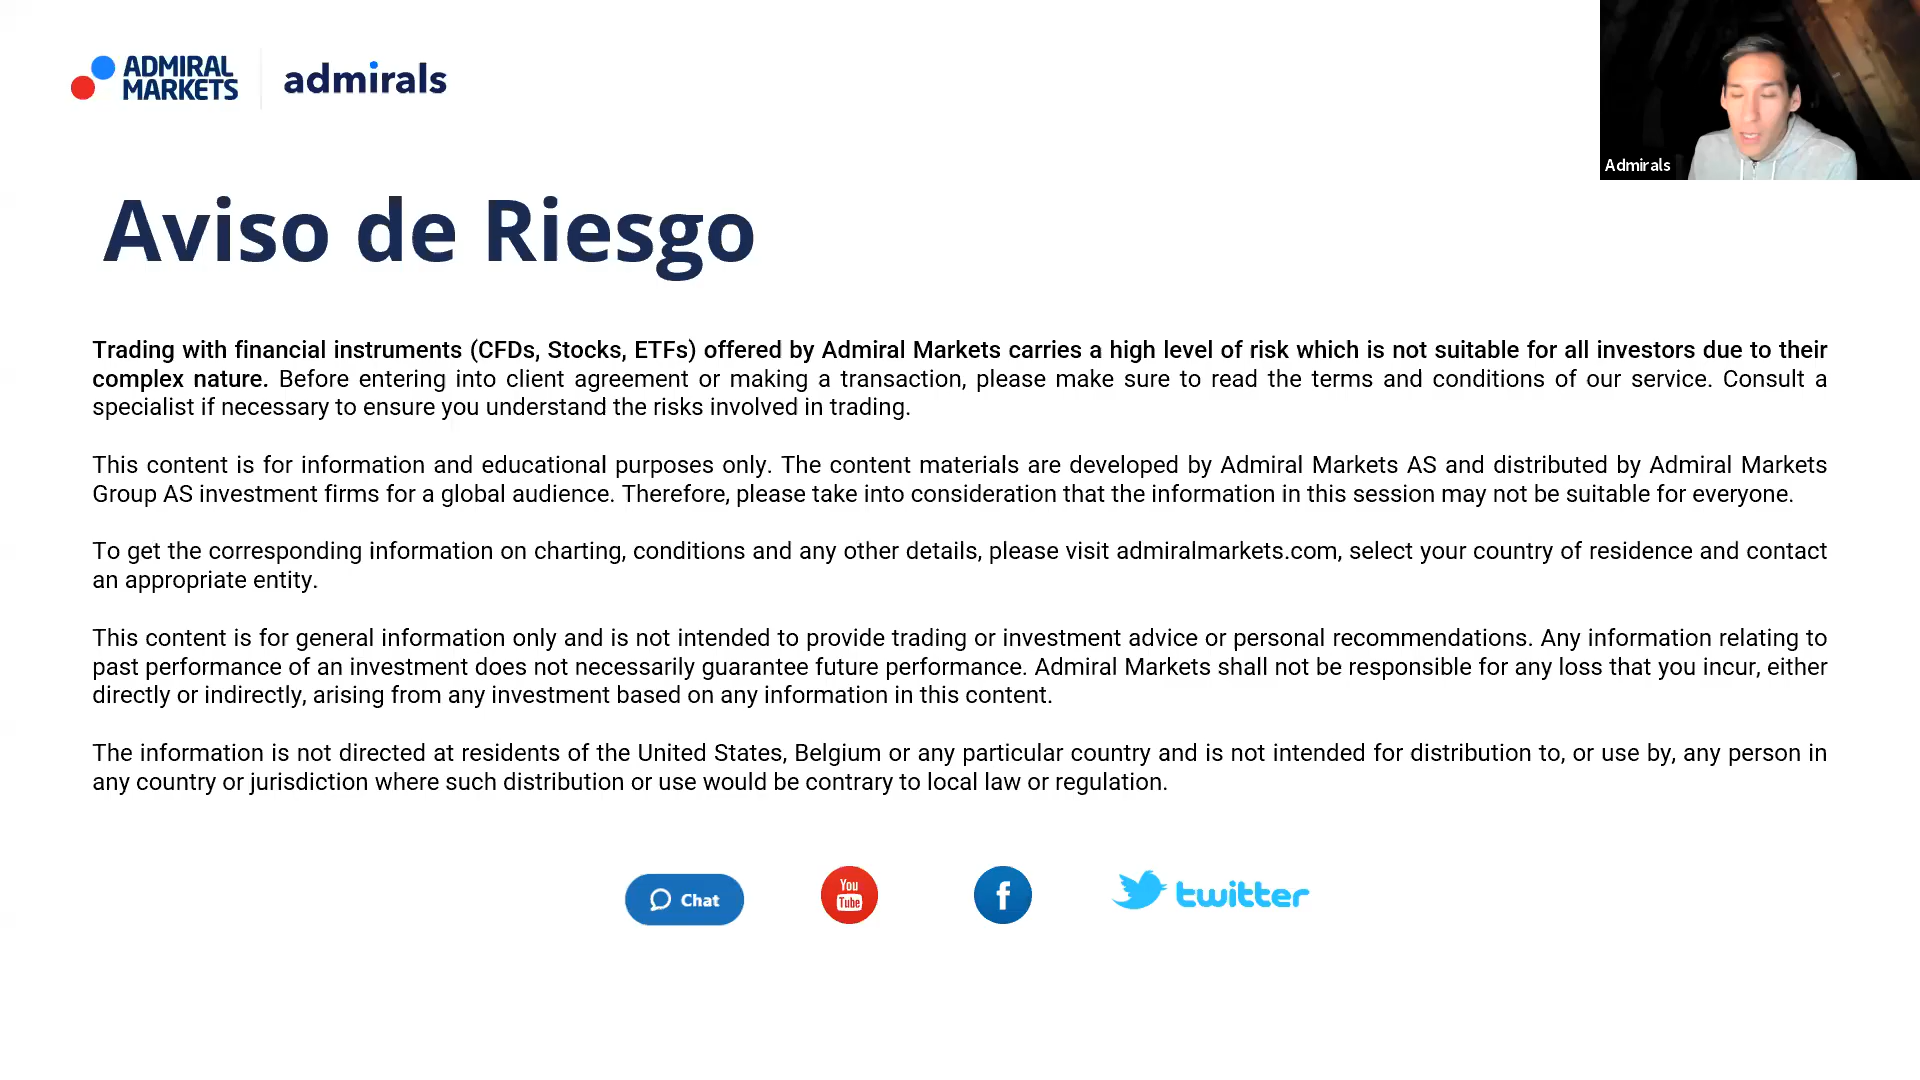 ADMIRAL
MARKETS
admirals
Admirals
Aviso de Riesgo
Trading with financial instruments (CFDs, Stocks, ETFs) offered by Admiral Markets carries a high level of risk which is not suitable for all investors due to their
complex nature. Before entering into client agreement or making a transaction, please make sure to read the terms and conditions of our service. Consult a
specialist if necessary to ensure you understand the risks involved in trading.
This content is for information and educational purposes only. The content materials are developed by Admiral Markets AS and distributed by Admiral Markets
Group AS investment firms for a global audience. Therefore, please take into consideration that the information in this session may not be suitable for everyone.
To get the corresponding information on charting, conditions and any other details, please visit admiralmarkets.com, select your country of residence and contact
an appropriate entity.
This content is for general information only and is not intended to provide trading or investment advice or personal recommendations. Any information relating to
past performance of an investment does not necessarily guarantee future performance. Admiral Markets shall not be responsible for any loss that you incur, either
directly or indirectly, arising from any investment based on any information in this content.
The information is not directed at residents of the United States, Belgium or any particular country and is not intended for distribution to, or use by, any person in
any country or jurisdiction where such distribution or use would be contrary to local law or regulation.
Chat
You
Tube
f
twitter